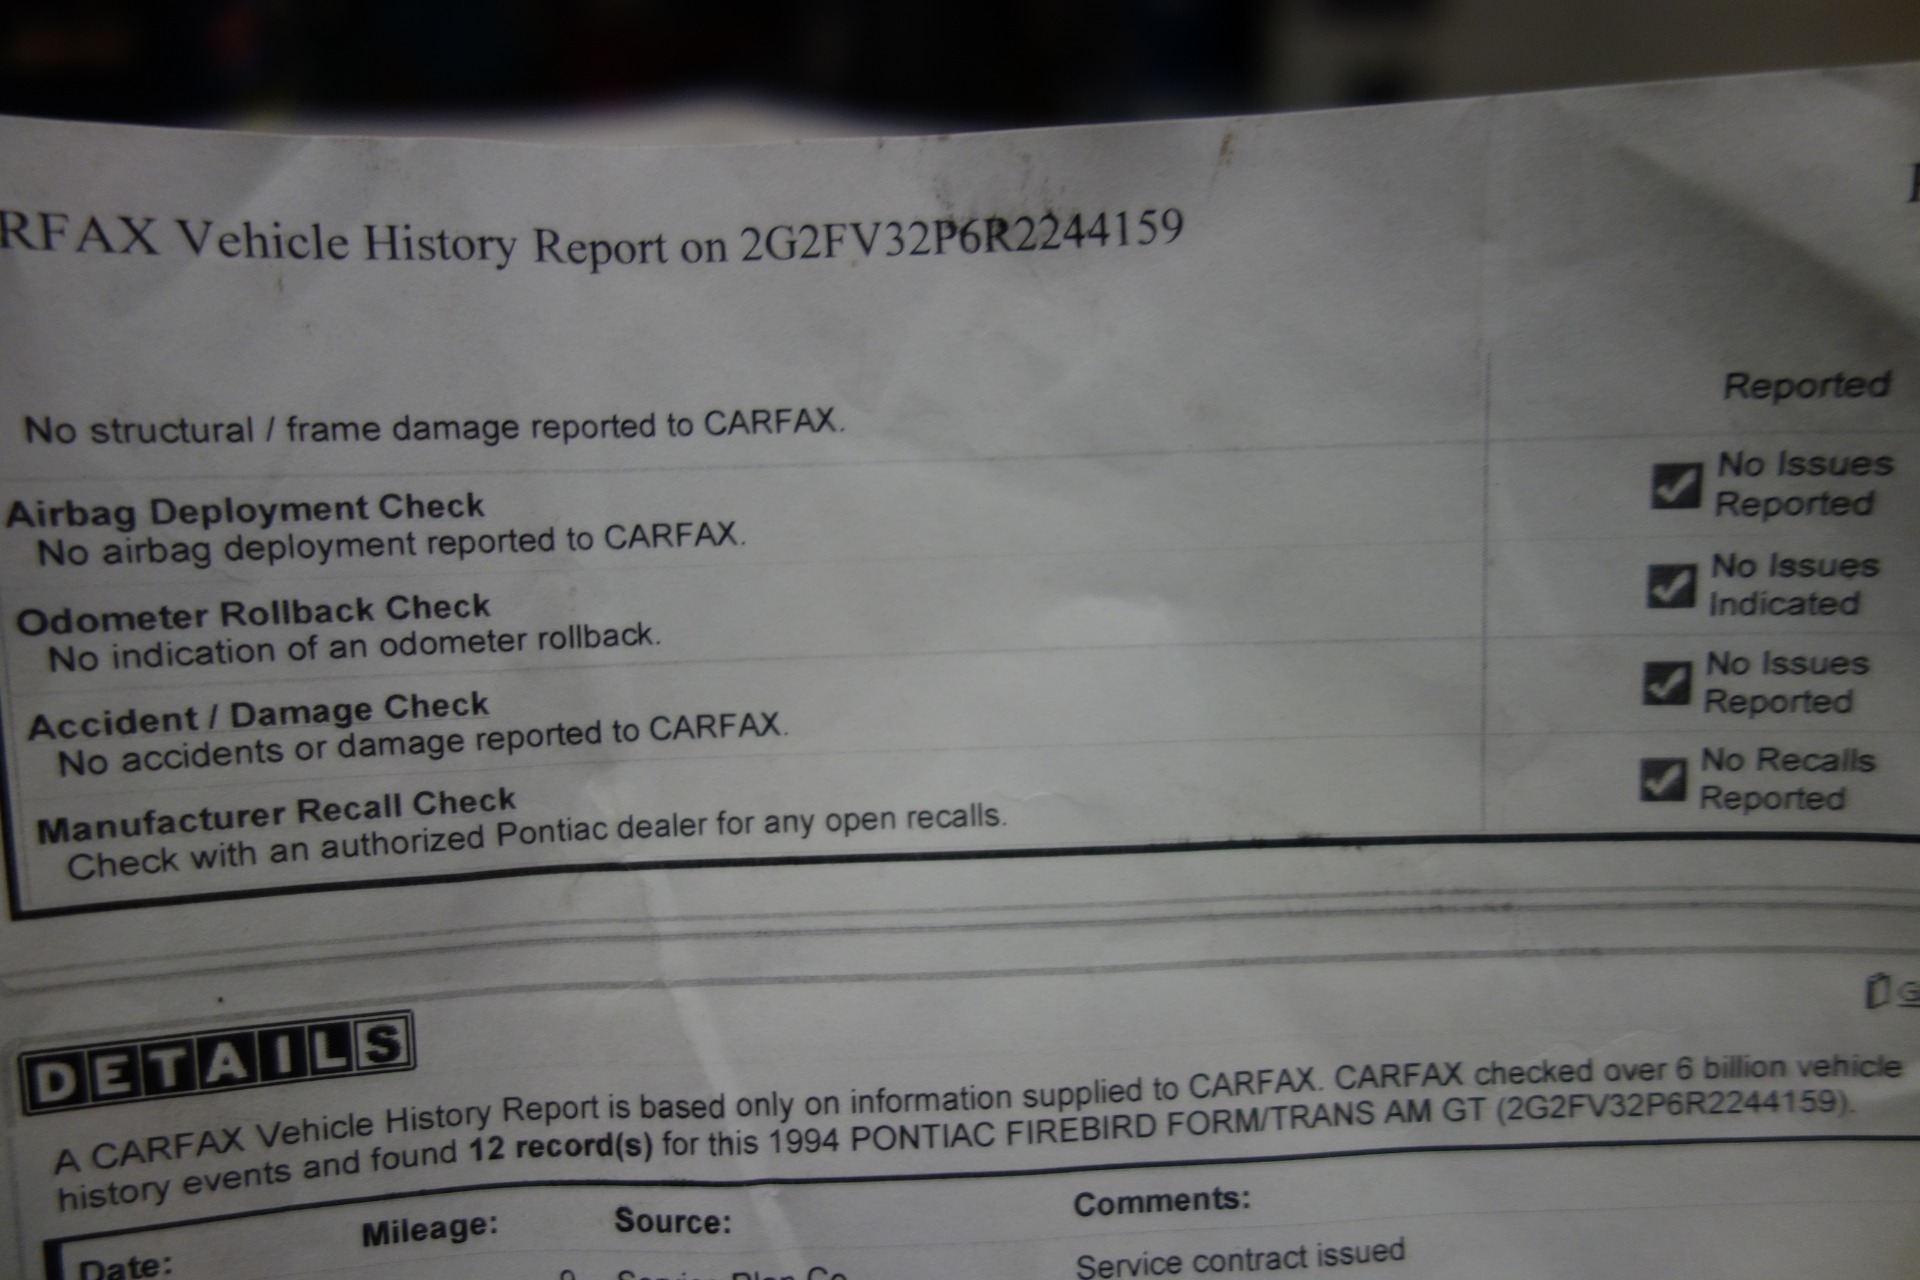 RFAX Vehicle History Report on 2G2FV32P6R2244159
Reported
No structural / frame damage reported to CARFAX.
Airbag Deployment Check
No airbag deployment reported to CARFAX.
No Issues
Reported
Odometer Rollback Check
No indication of an odometer rollback.
No Issues
Indicated
Accident / Damage Check
No accidents or damage reported to CARFAX.
No Issues
Reported
Manufacturer Recall Check
Check with an authorized Pontiac dealer for any open recalls.
No Recalls
Reported
DETAILS
A CARFAX Vehicle History Report is based only on information supplied to CARFAX. CARFAX checked over 6 billion vehicle
history events and found 12 record(s) for this 1994 PONTIAC FIREBIRD FORM/TRANS AM GT (2G2FV32P6R2244159).
Date: Mileage: Source: Comments:
Service contract issued